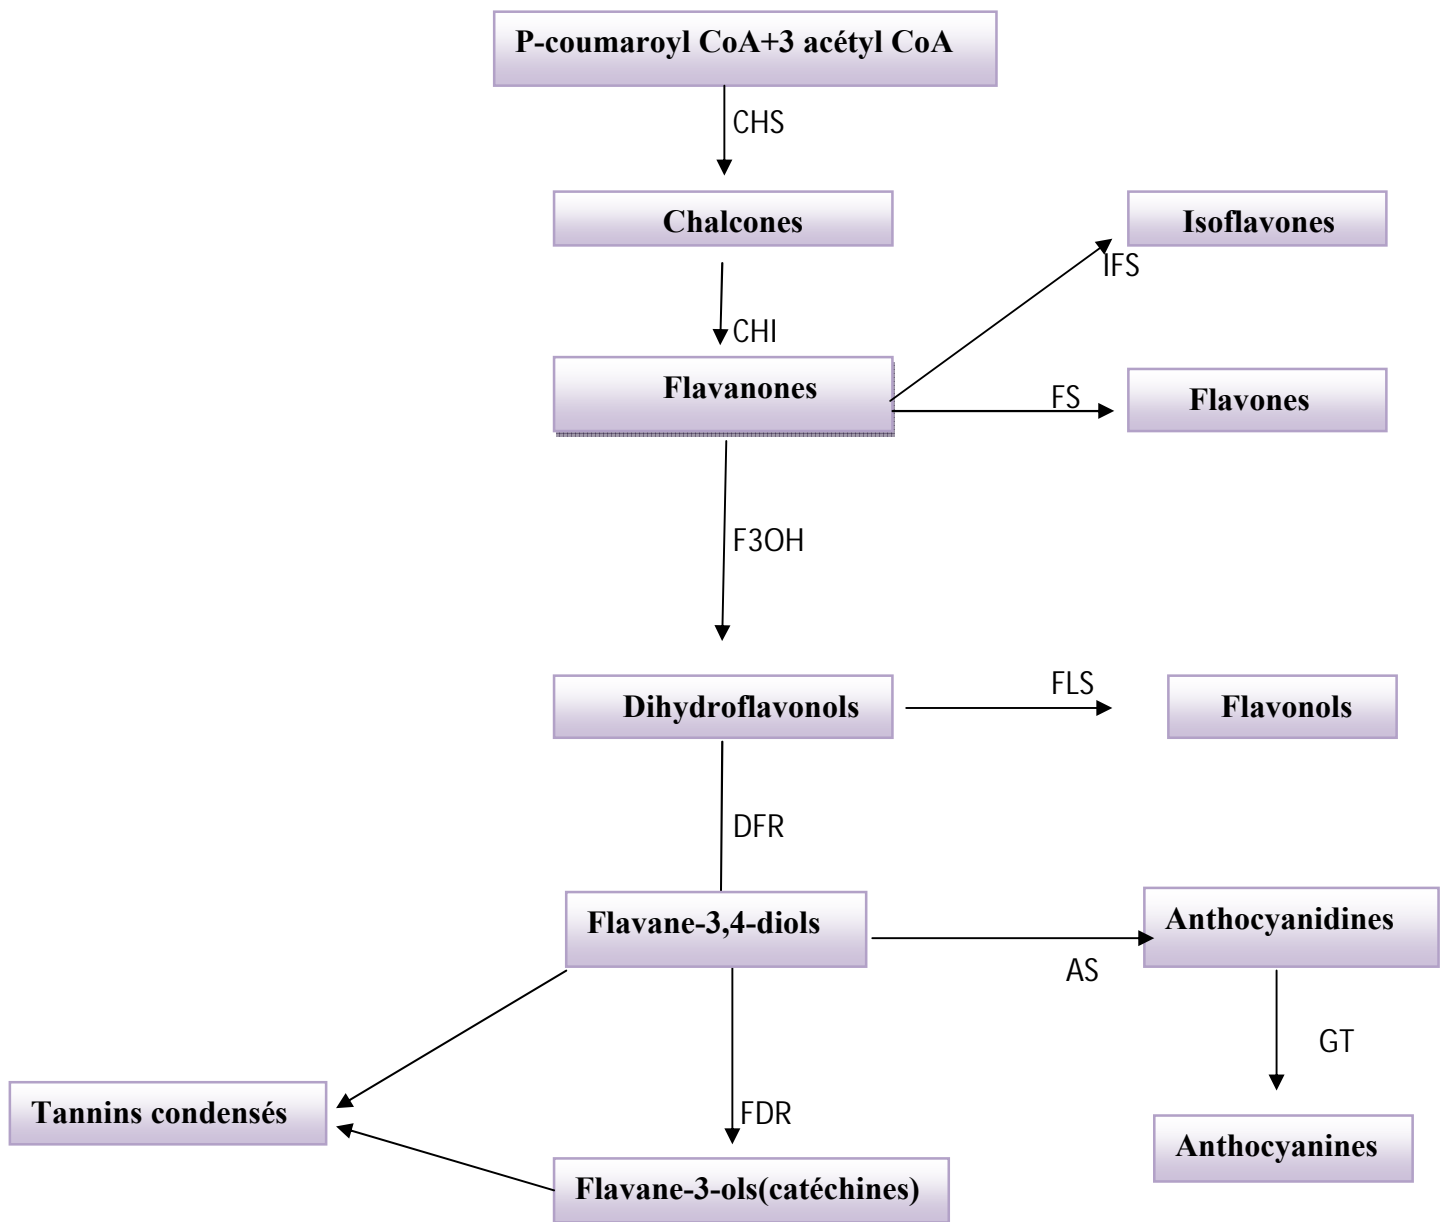 P-coumaroyl CoA+3 acétyl CoA
CHS
Chalcones
Isoflavones
IFS
CHI
Flavanones
FS
Flavones
F3OH
Dihydroflavonols
FLS
Flavonols
DFR
Flavane-3,4-diols
Anthocyanidines
AS
GT
Tannins condensés
FDR
Anthocyanines
Flavane-3-ols(catéchines)